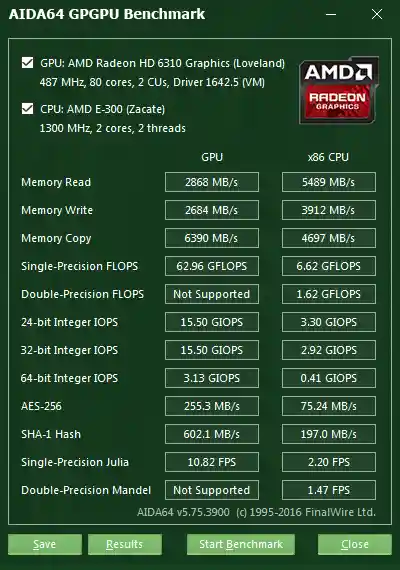 AIDA64 GPGPU Benchmark
GPU: AMD Radeon HD 6310 Graphics (Loveland)
487 MHz, 80 cores, 2 CUs, Driver 1642.5 (VM)
CPU: AMD E-300 (Zacate)
1300 MHz, 2 cores, 2 threads
AMD
RADEON
GRAPHICS
GPU x86 CPU
Memory Read 2868 MB/s 5489 MB/s
Memory Write 2684 MB/s 3912 MB/s
Memory Copy 6390 MB/s 4697 MB/s
Single-Precision FLOPS 62.96 GFLOPS 6.62 GFLOPS
Double-Precision FLOPS Not Supported 1.62 GFLOPS
24-bit Integer IOPS 15.50 GIOPS 3.30 GIOPS
32-bit Integer IOPS 15.50 GIOPS 2.92 GIOPS
64-bit Integer IOPS 3.13 GIOPS 0.41 GIOPS
AES-256 255.3 MB/s 75.24 MB/s
SHA-1 Hash 602.1 MB/s 197.0 MB/s
Single-Precision Julia 10.82 FPS 2.20 FPS
Double-Precision Mandel Not Supported 1.47 FPS
AIDA64 v5.75.3900 (c) 1995-2016 FinalWire Ltd.
Save Results Start Benchmark Close